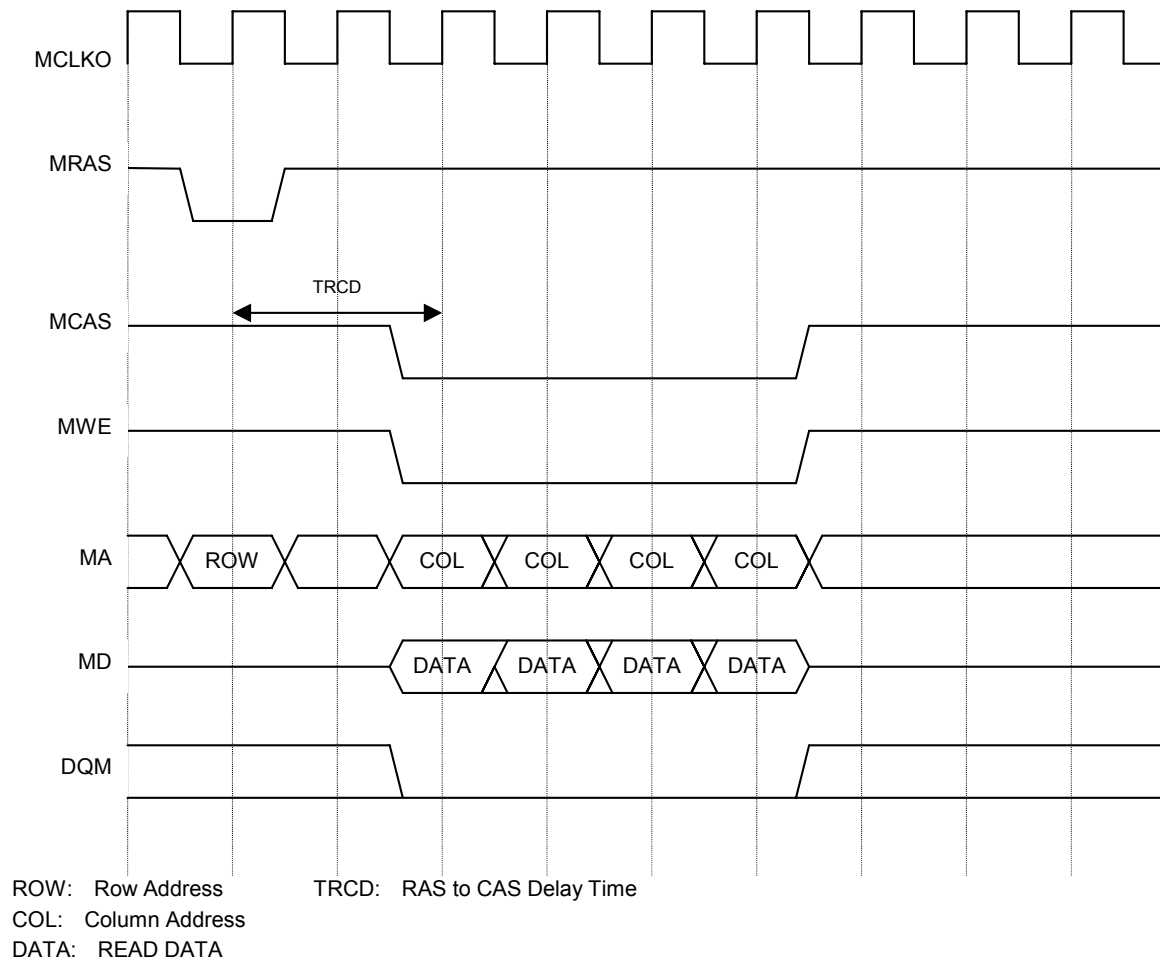 MCLKO
MRAS
TRCD
MCAS
MWE
MA ROW COL COL COL COL
MD DATA DATA DATA DATA
DQM
ROW: Row Address TRCD: RAS to CAS Delay Time
COL: Column Address
DATA: READ DATA